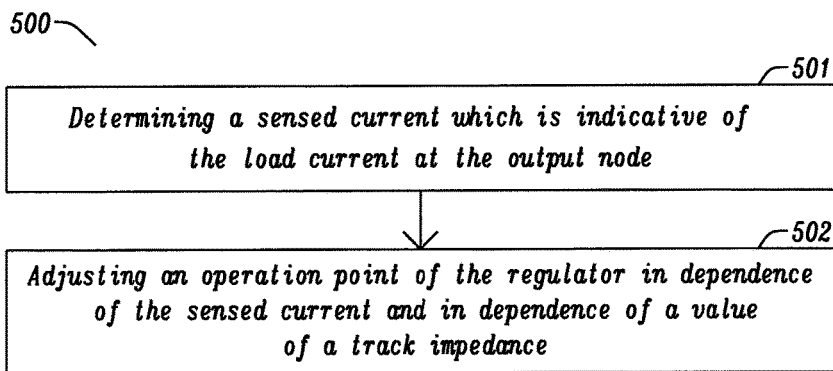 500
501
Determining a sensed current which is indicative of
the load current at the output node
502
Adjusting an operation point of the regulator in dependence
of the sensed current and in dependence of a value
of a track impedance